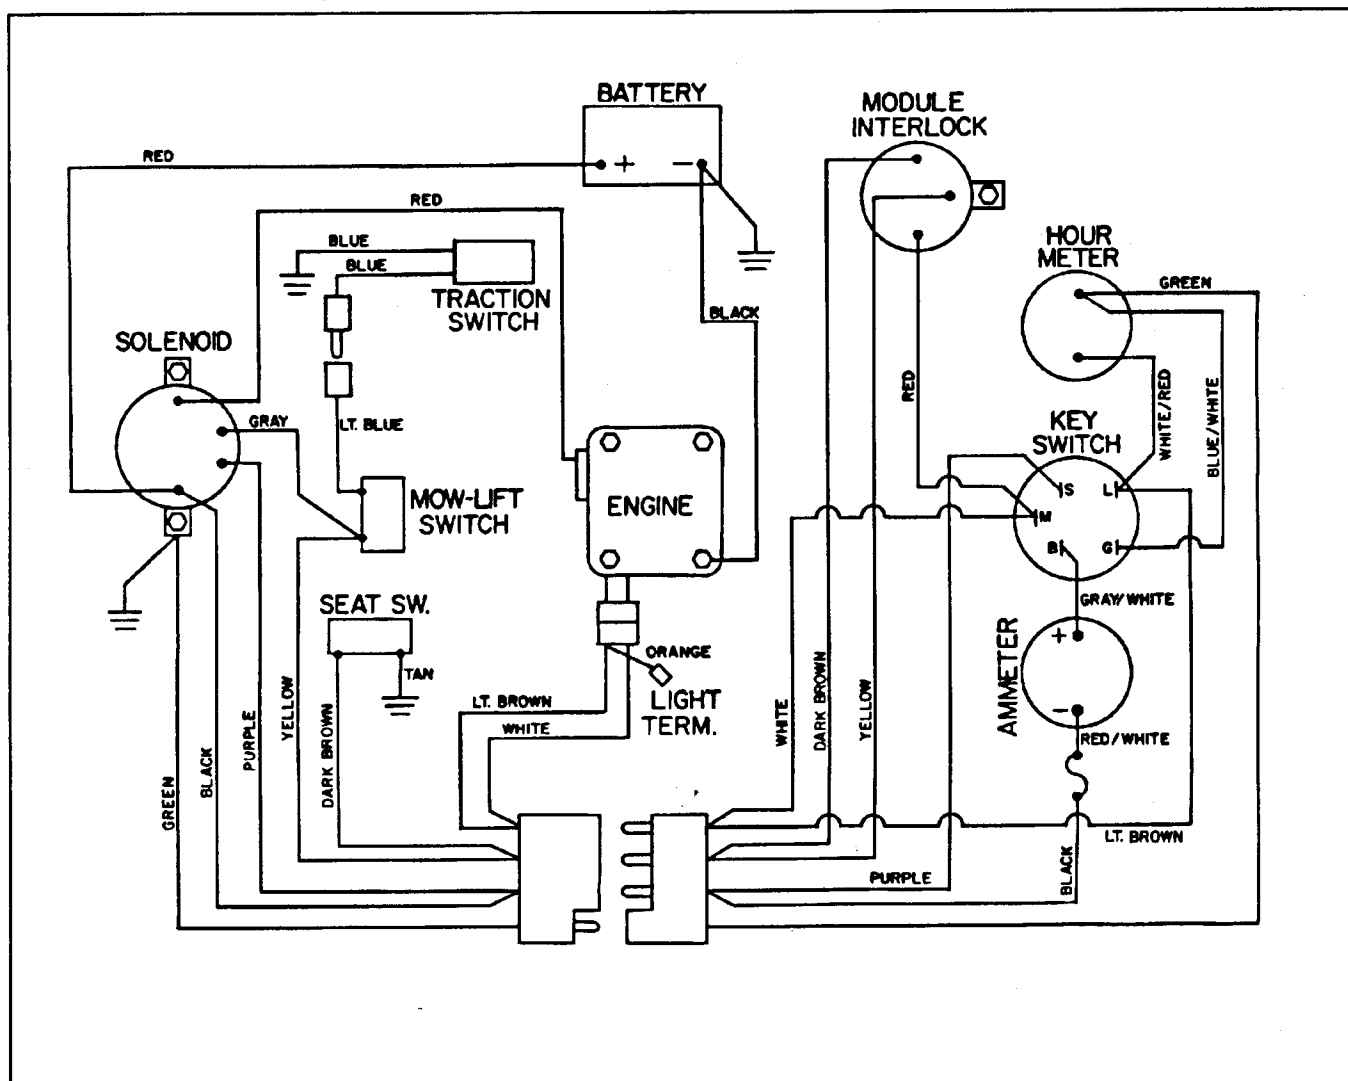 BATTERY
+ −
MODULE
INTERLOCK
RED
RED
BLUE
BLUE
TRACTION
SWITCH
BLACK
HOUR
METER
GREEN
SOLENOID
GRAY
LT. BLUE
RED
WHITE/RED
BLUE/WHITE
KEY
SWITCH
S L
M
B G
MOW-LIFT
SWITCH
ENGINE
GRAY/WHITE
SEAT SW.
TAN
ORANGE
LIGHT
TERM.
LT. BROWN
WHITE
AMMETER
+
−
RED/WHITE
GREEN
BLACK
PURPLE
YELLOW
DARK BROWN
WHITE
DARK BROWN
YELLOW
LT. BROWN
PURPLE
BLACK